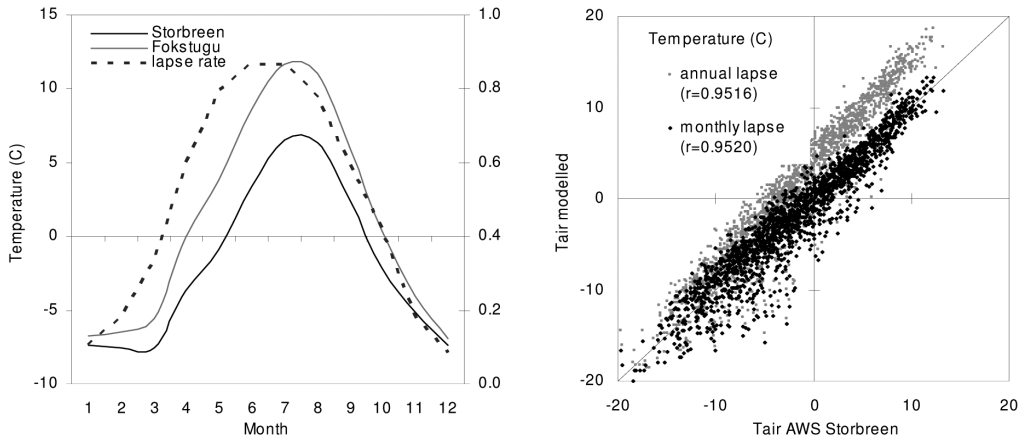 15
10
5
0
-5
-10
Temperature (C)
Storbreen
Fokstugu
lapse rate
1.0
0.8
0.6
0.4
0.2
0.0
1 2 3 4 5 6 7 8 9 10 11 12
Month
20
10
0
-10
-20
Tair modelled
Temperature (C)
annual lapse
(r=0.9516)
monthly lapse
(r=0.9520)
-20 -10 0 10 20
Tair AWS Storbreen